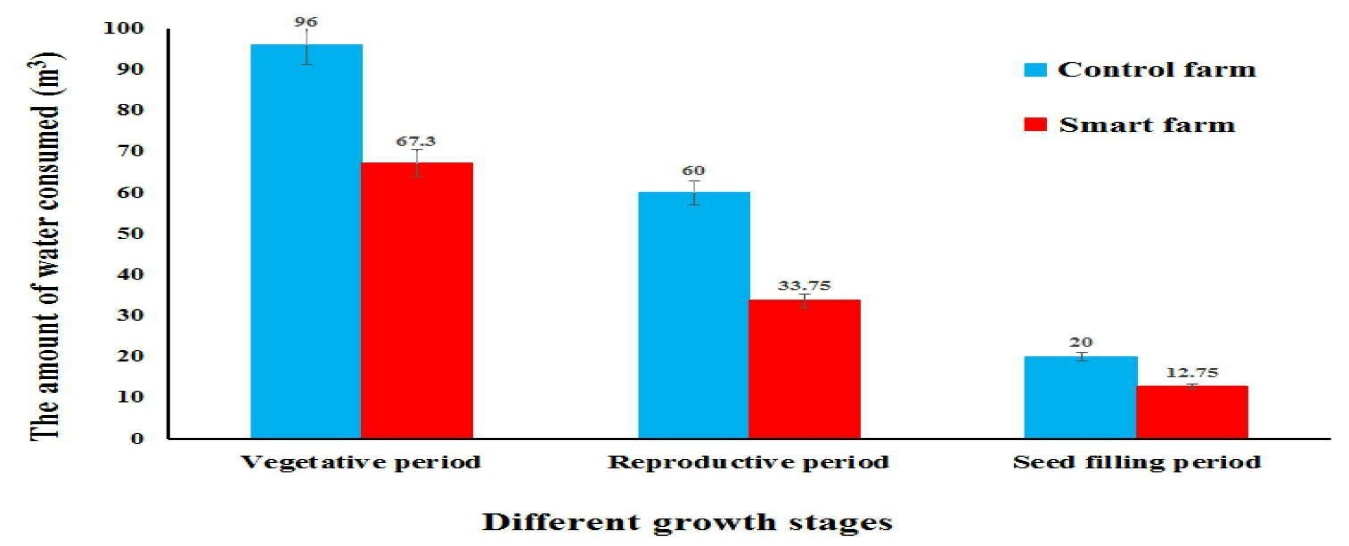 The amount of water consumed (m³)
100
90
80
70
60
50
40
30
20
10
0
96
67.3
60
33.75
20
12.75
Control farm
Smart farm
Vegetative period
Reproductive period
Seed filling period
Different growth stages